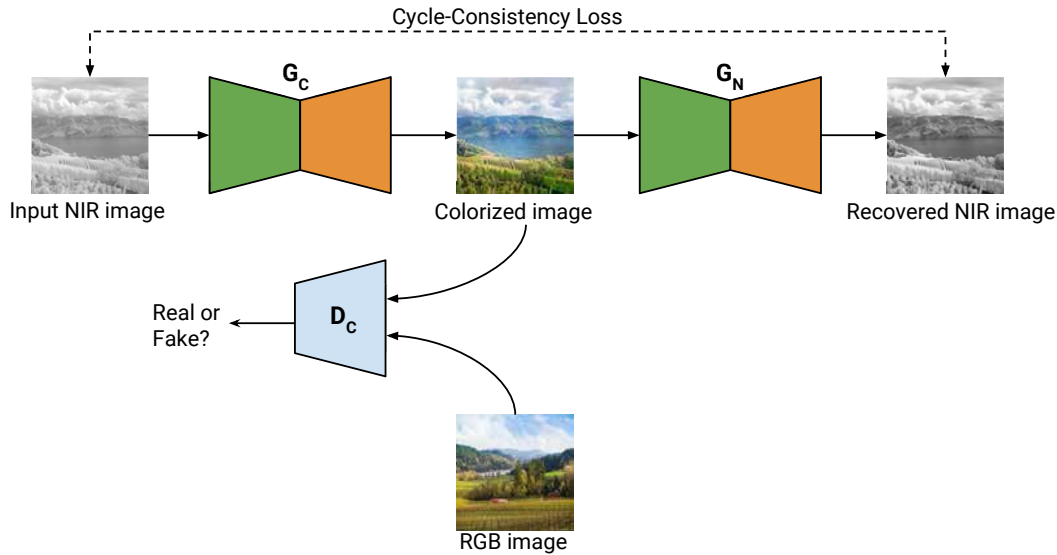 Cycle-Consistency Loss
G_C
G_N
Input NIR image
Colorized image
Recovered NIR image
Real or
Fake?
D_C
RGB image